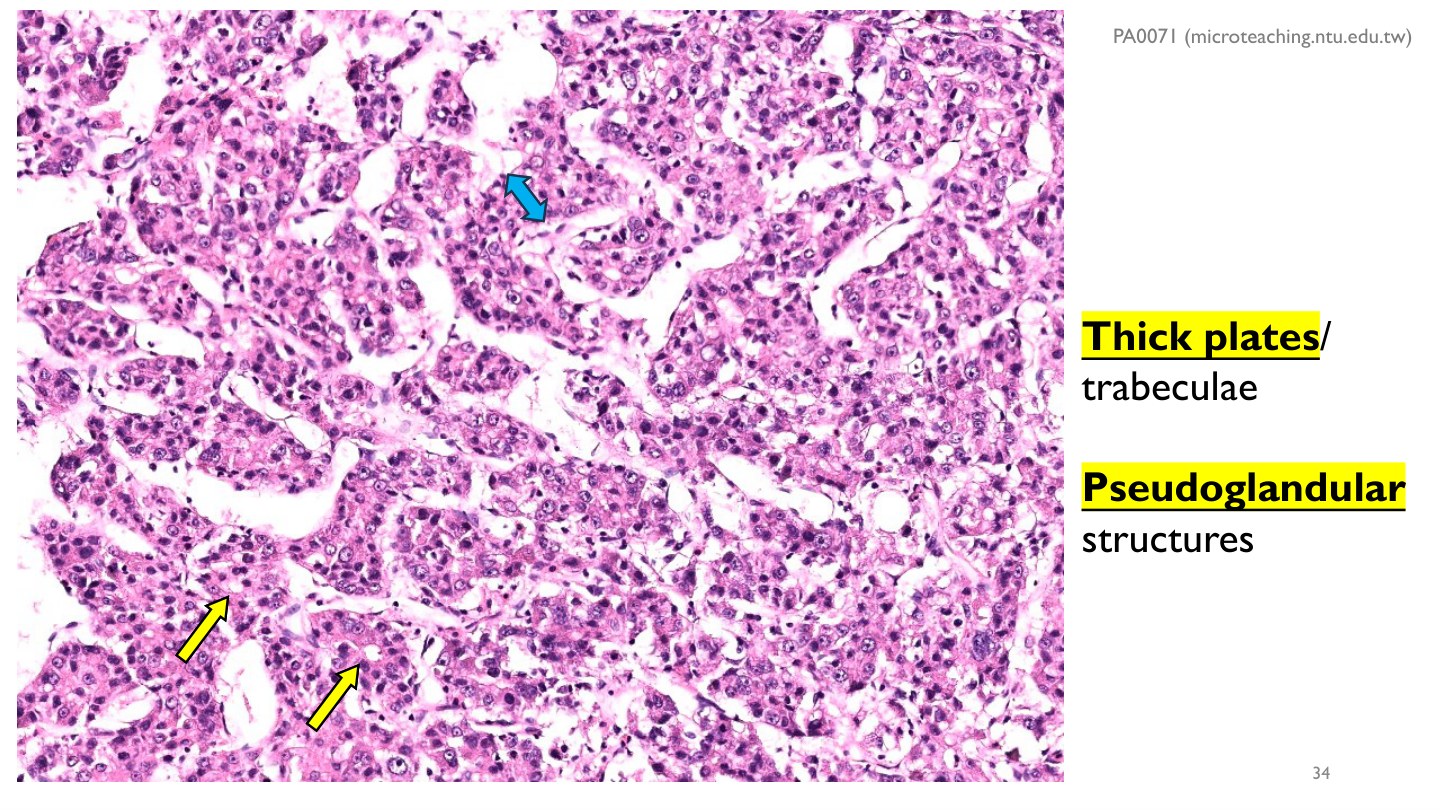 PA0071 (microteaching.ntu.edu.tw)
Thick plates/
trabeculae
Pseudoglandular
structures
34